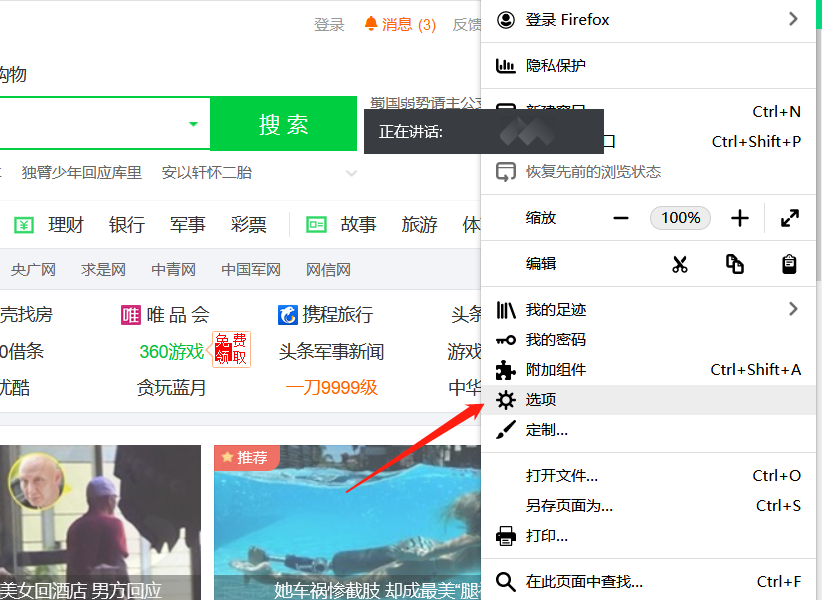 登录 消息 (3) 反馈
购物
搜索
蜀国弱势请主公支
独臂少年回应库里 安以轩怀二胎
理财 银行 军事 彩票 故事 旅游 体
央广网 求是网 中青网 中国军网 网信网
壳找房 唯 唯品会 携程旅行 头条
0借条 360游戏 免费领取 头条军事新闻 游戏
优酷 贪玩蓝月 一刀9999级 中华
推荐
美女回酒店 男方回应 她车祸惨截肢 却成最美“腿
登录 Firefox
隐私保护
新建窗口 Ctrl+N
正在讲话:
口 Ctrl+Shift+P
恢复先前的浏览状态
缩放 100%
编辑
我的足迹
我的密码
附加组件 Ctrl+Shift+A
选项
定制...
打开文件... Ctrl+O
另存页面为... Ctrl+S
打印...
在此页面中查找... Ctrl+F